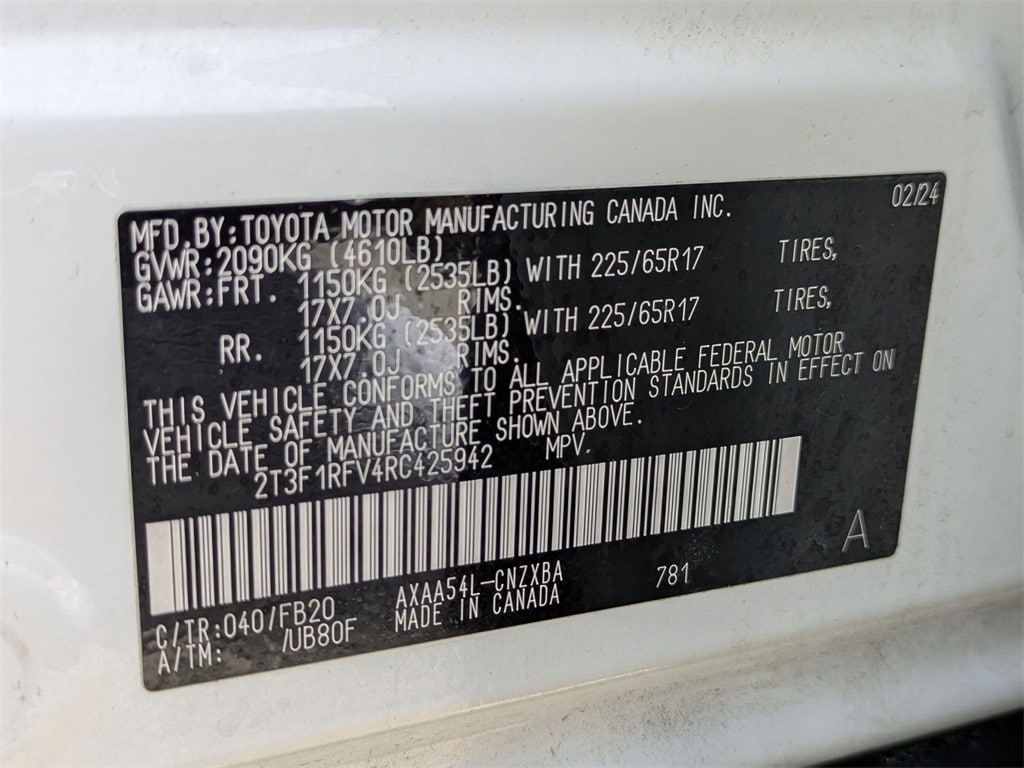 02/24
MFD. BY: TOYOTA MOTOR MANUFACTURING CANADA INC.
GVWR: 2090KG (4610LB)
GAWR: FRT. 1150KG (2535LB) WITH 225/65R17 TIRES,
17X7.0J RIMS.
RR. 1150KG (2535LB) WITH 225/65R17 TIRES,
17X7.0J RIMS.
THIS VEHICLE CONFORMS TO ALL APPLICABLE FEDERAL MOTOR
VEHICLE SAFETY AND THEFT PREVENTION STANDARDS IN EFFECT ON
THE DATE OF MANUFACTURE SHOWN ABOVE.
2T3F1RFV4RC425942 MPV.
A
C/TR: 040/FB20 AXAA54L-CNZXBA 781
A/TM: /UB80F MADE IN CANADA